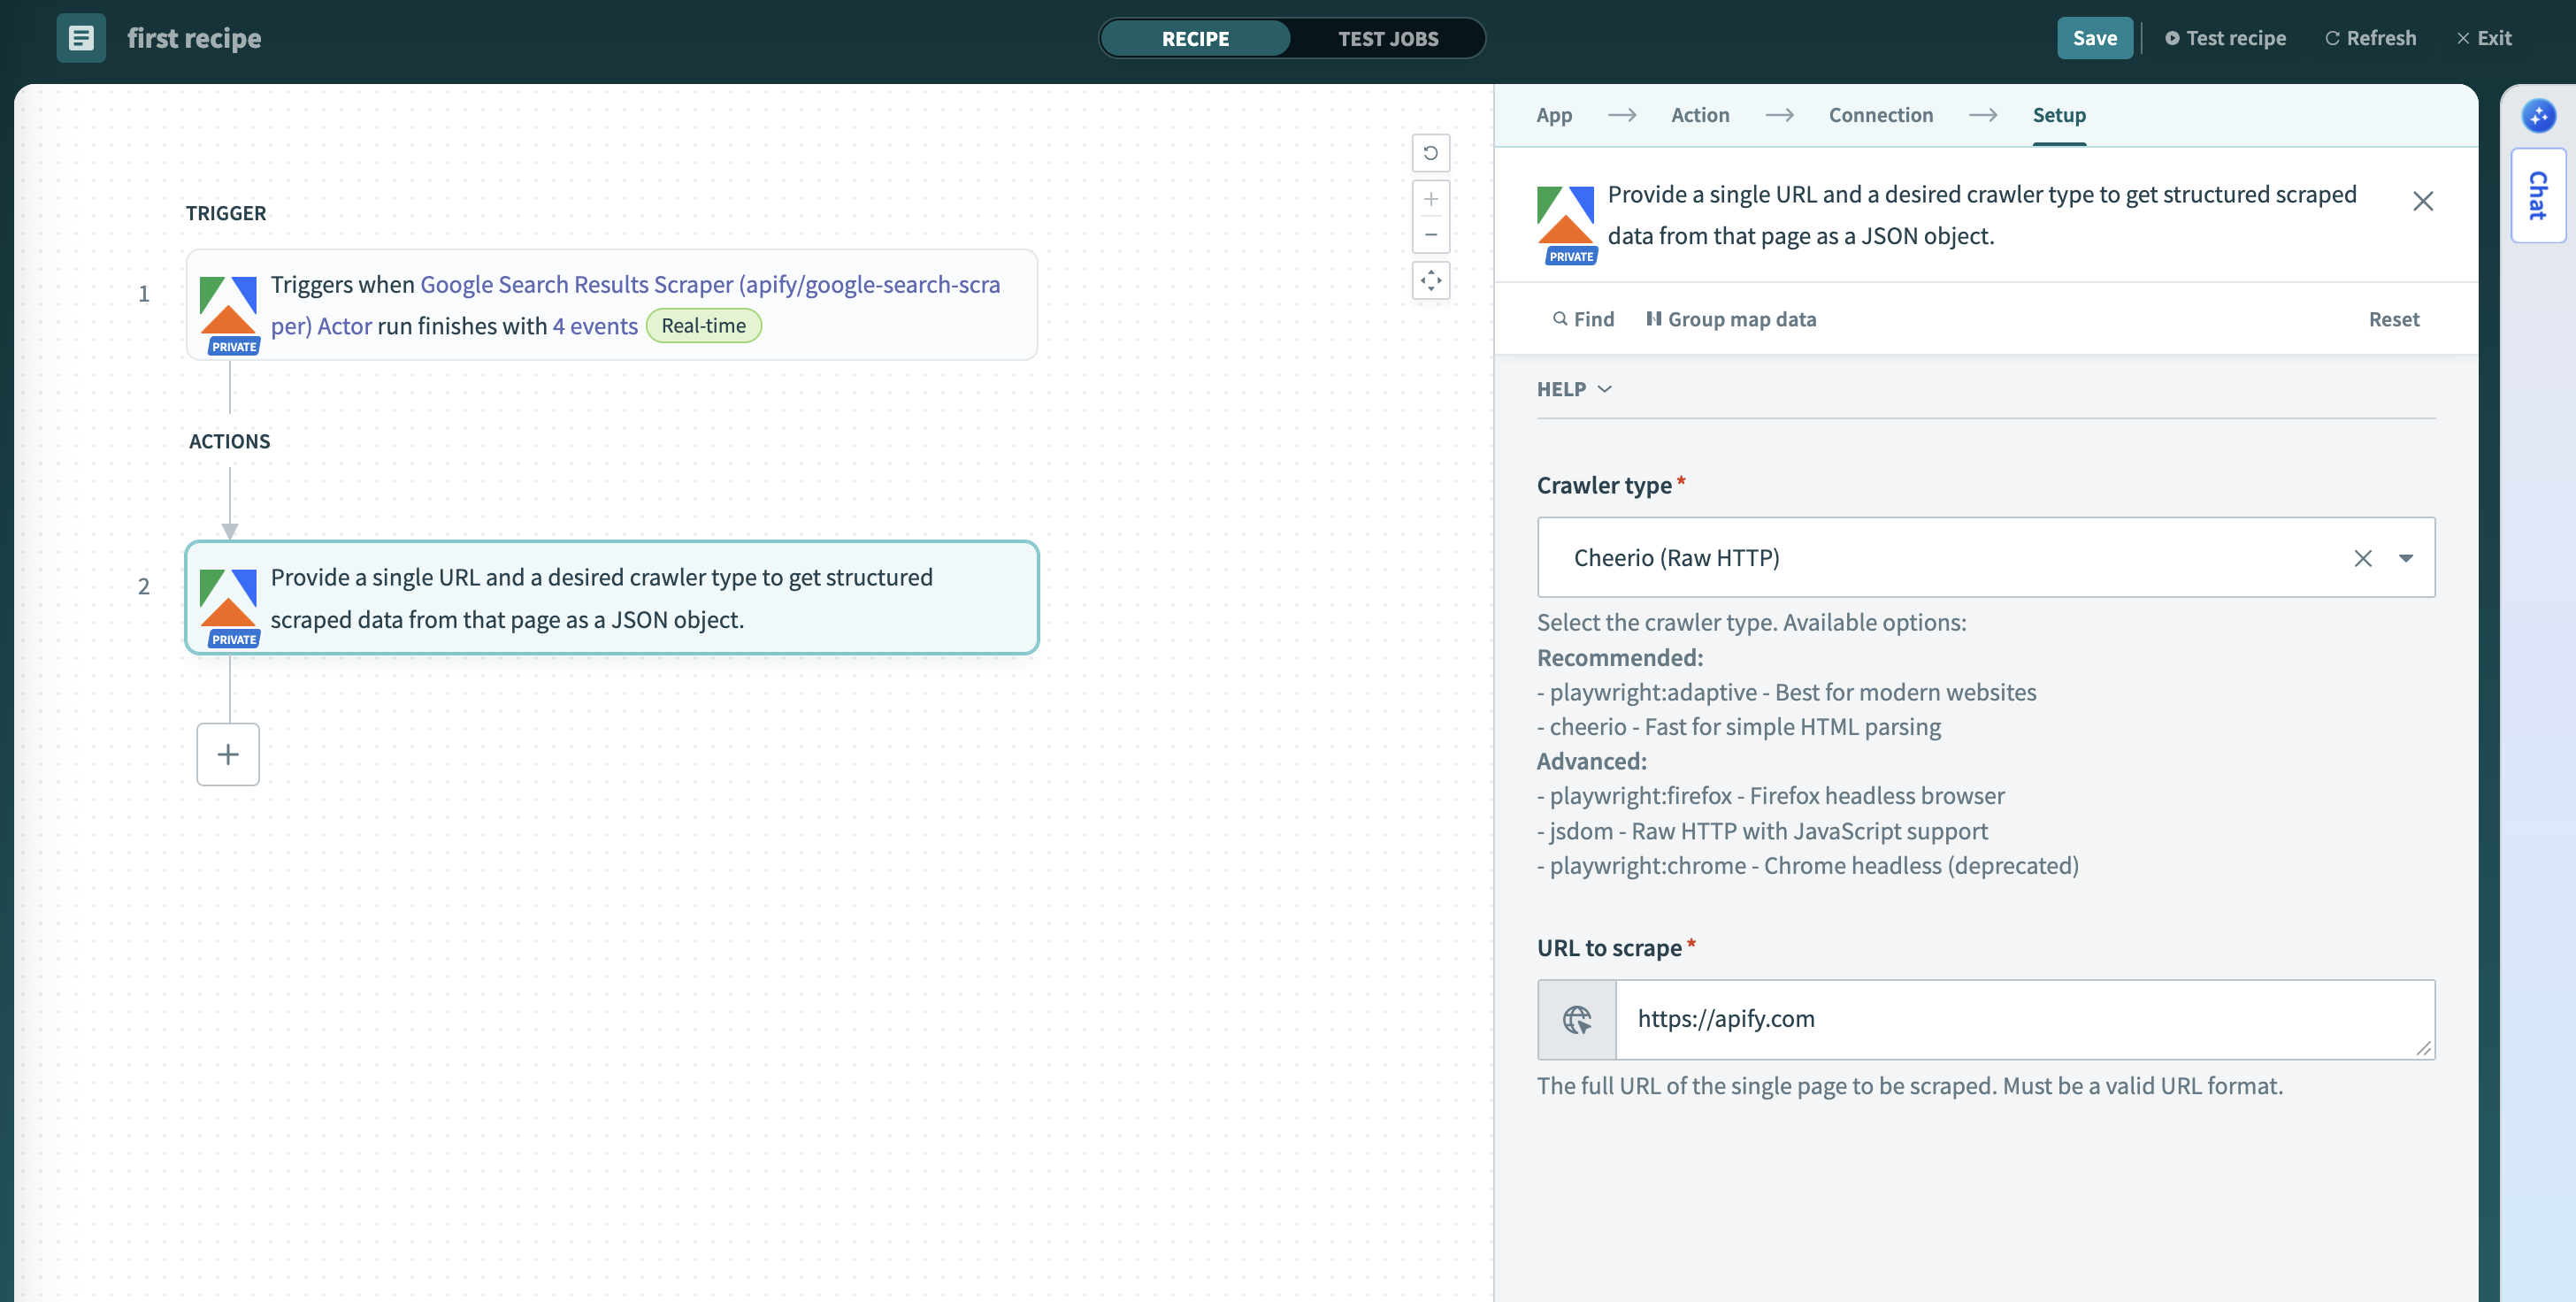 first recipe
RECIPE
TEST JOBS
Save
Test recipe
Refresh
Exit
TRIGGER
1
Triggers when Google Search Results Scraper (apify/google-search-scra
per) Actor run finishes with 4 events Real-time
PRIVATE
ACTIONS
2
Provide a single URL and a desired crawler type to get structured
scraped data from that page as a JSON object.
PRIVATE
App
Action
Connection
Setup
Provide a single URL and a desired crawler type to get structured scraped
data from that page as a JSON object.
PRIVATE
Find
Group map data
Reset
HELP
Crawler type*
Cheerio (Raw HTTP)
Select the crawler type. Available options:
Recommended:
- playwright:adaptive - Best for modern websites
- cheerio - Fast for simple HTML parsing
Advanced:
- playwright:firefox - Firefox headless browser
- jsdom - Raw HTTP with JavaScript support
- playwright:chrome - Chrome headless (deprecated)
URL to scrape*
https://apify.com
The full URL of the single page to be scraped. Must be a valid URL format.
Chat